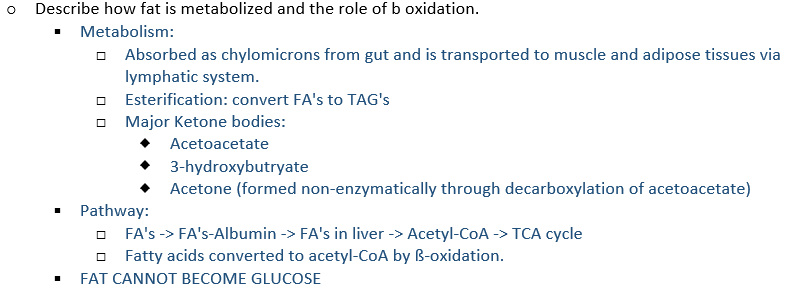 Describe how fat is metabolized and the role of b oxidation.
Metabolism:
Absorbed as chylomicrons from gut and is transported to muscle and adipose tissues via
lymphatic system.
Esterification: convert FA's to TAG's
Major Ketone bodies:
Acetoacetate
3-hydroxybutryate
Acetone (formed non-enzymatically through decarboxylation of acetoacetate)
Pathway:
FA's -> FA's-Albumin -> FA's in liver -> Acetyl-CoA -> TCA cycle
Fatty acids converted to acetyl-CoA by ß-oxidation.
FAT CANNOT BECOME GLUCOSE